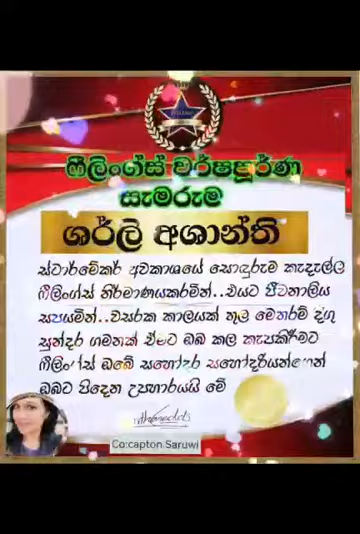 ෆීලිංග්ස් වර්ෂපූර්ණ
සැමරුම
ශර්ලි අශාන්ති
ස්ටාර්මේකර් අවකාශයේ සොඳුරුම කැදැල්ල
ෆීලිංග්ස් නිර්මාණයකරමින්..එයට ජීවනාලිය
සපයමින්..වසරක කාලයක් තුල මෙතරම් දුගු
සුන්දර ගමනක් ඒමට ඔබ කල කැපකිරීමට
ෆීලිංග්ස් ඔබේ සහෝදර සහෝදරියන්ගෙන්
ඔබට පිදෙන උපහාරයයි මේ
Co:capton.Saruwi